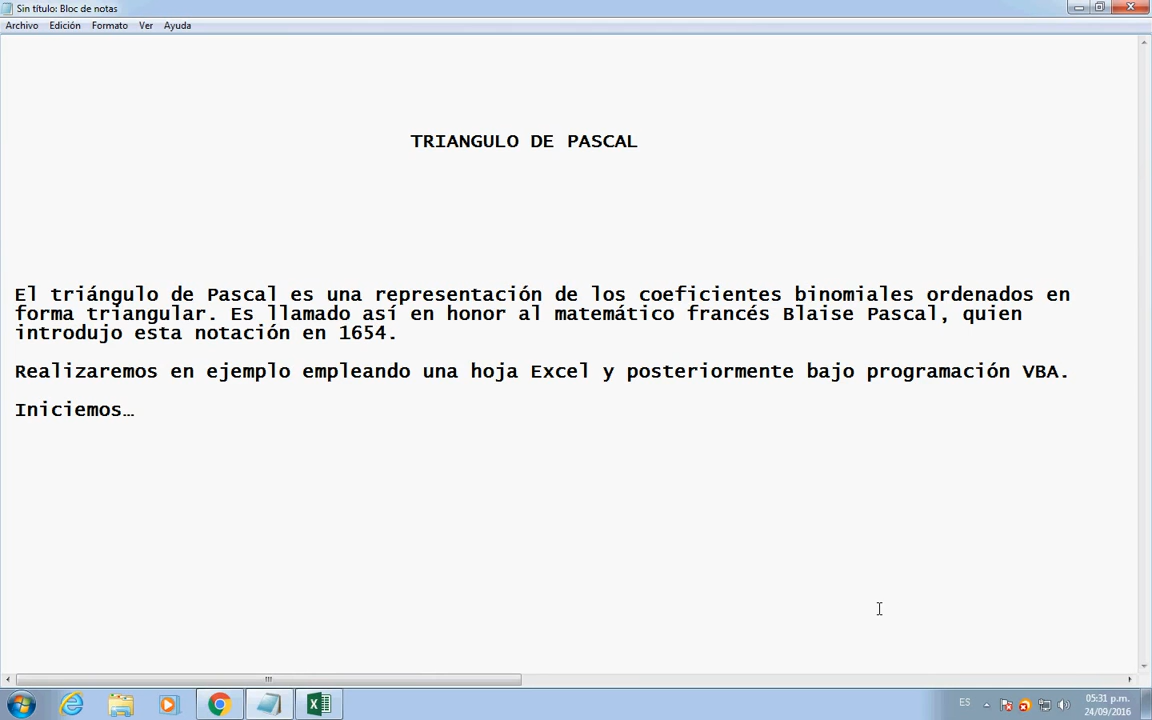 Sin título: Bloc de notas
Archivo Edición Formato Ver Ayuda
TRIANGULO DE PASCAL
El triángulo de Pascal es una representación de los coeficientes binomiales ordenados en
forma triangular. Es llamado así en honor al matemático francés Blaise Pascal, quien
introdujo esta notación en 1654.
Realizaremos en ejemplo empleando una hoja Excel y posteriormente bajo programación VBA.
Iniciemos…
ES
05:31 p.m.
24/09/2016